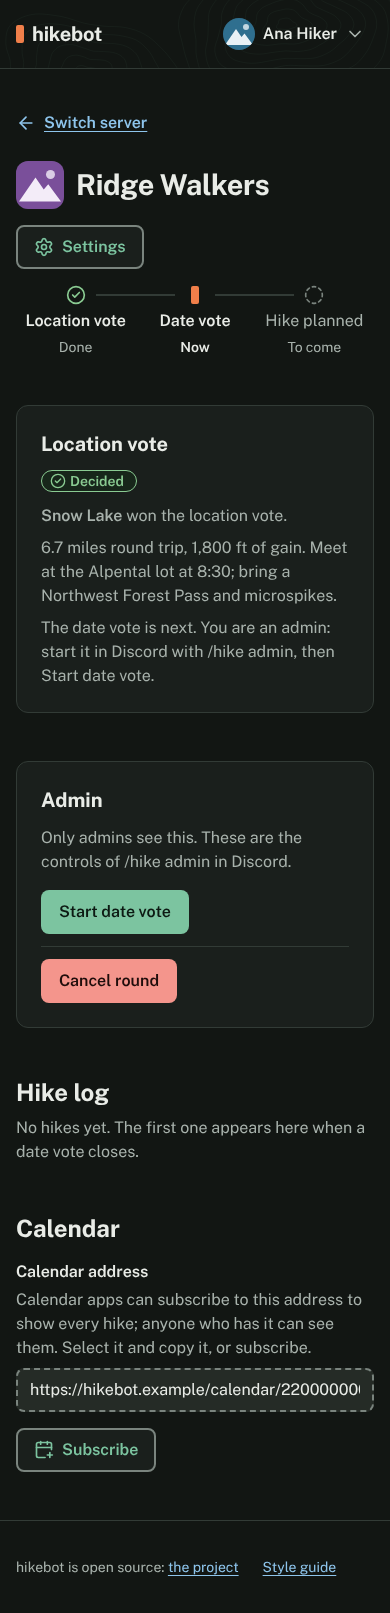 hikebot
Ana Hiker
Switch server
Ridge Walkers
Settings
Location vote
Date vote
Hike planned
Done
Now
To come
Location vote
Decided
Snow Lake won the location vote.
6.7 miles round trip, 1,800 ft of gain. Meet
at the Alpental lot at 8:30; bring a
Northwest Forest Pass and microspikes.
The date vote is next. You are an admin:
start it in Discord with /hike admin, then
Start date vote.
Admin
Only admins see this. These are the
controls of /hike admin in Discord.
Start date vote
Cancel round
Hike log
No hikes yet. The first one appears here when a
date vote closes.
Calendar
Calendar address
Calendar apps can subscribe to this address to
show every hike; anyone who has it can see
them. Select it and copy it, or subscribe.
https://hikebot.example/calendar/22000000
Subscribe
hikebot is open source: the project
Style guide